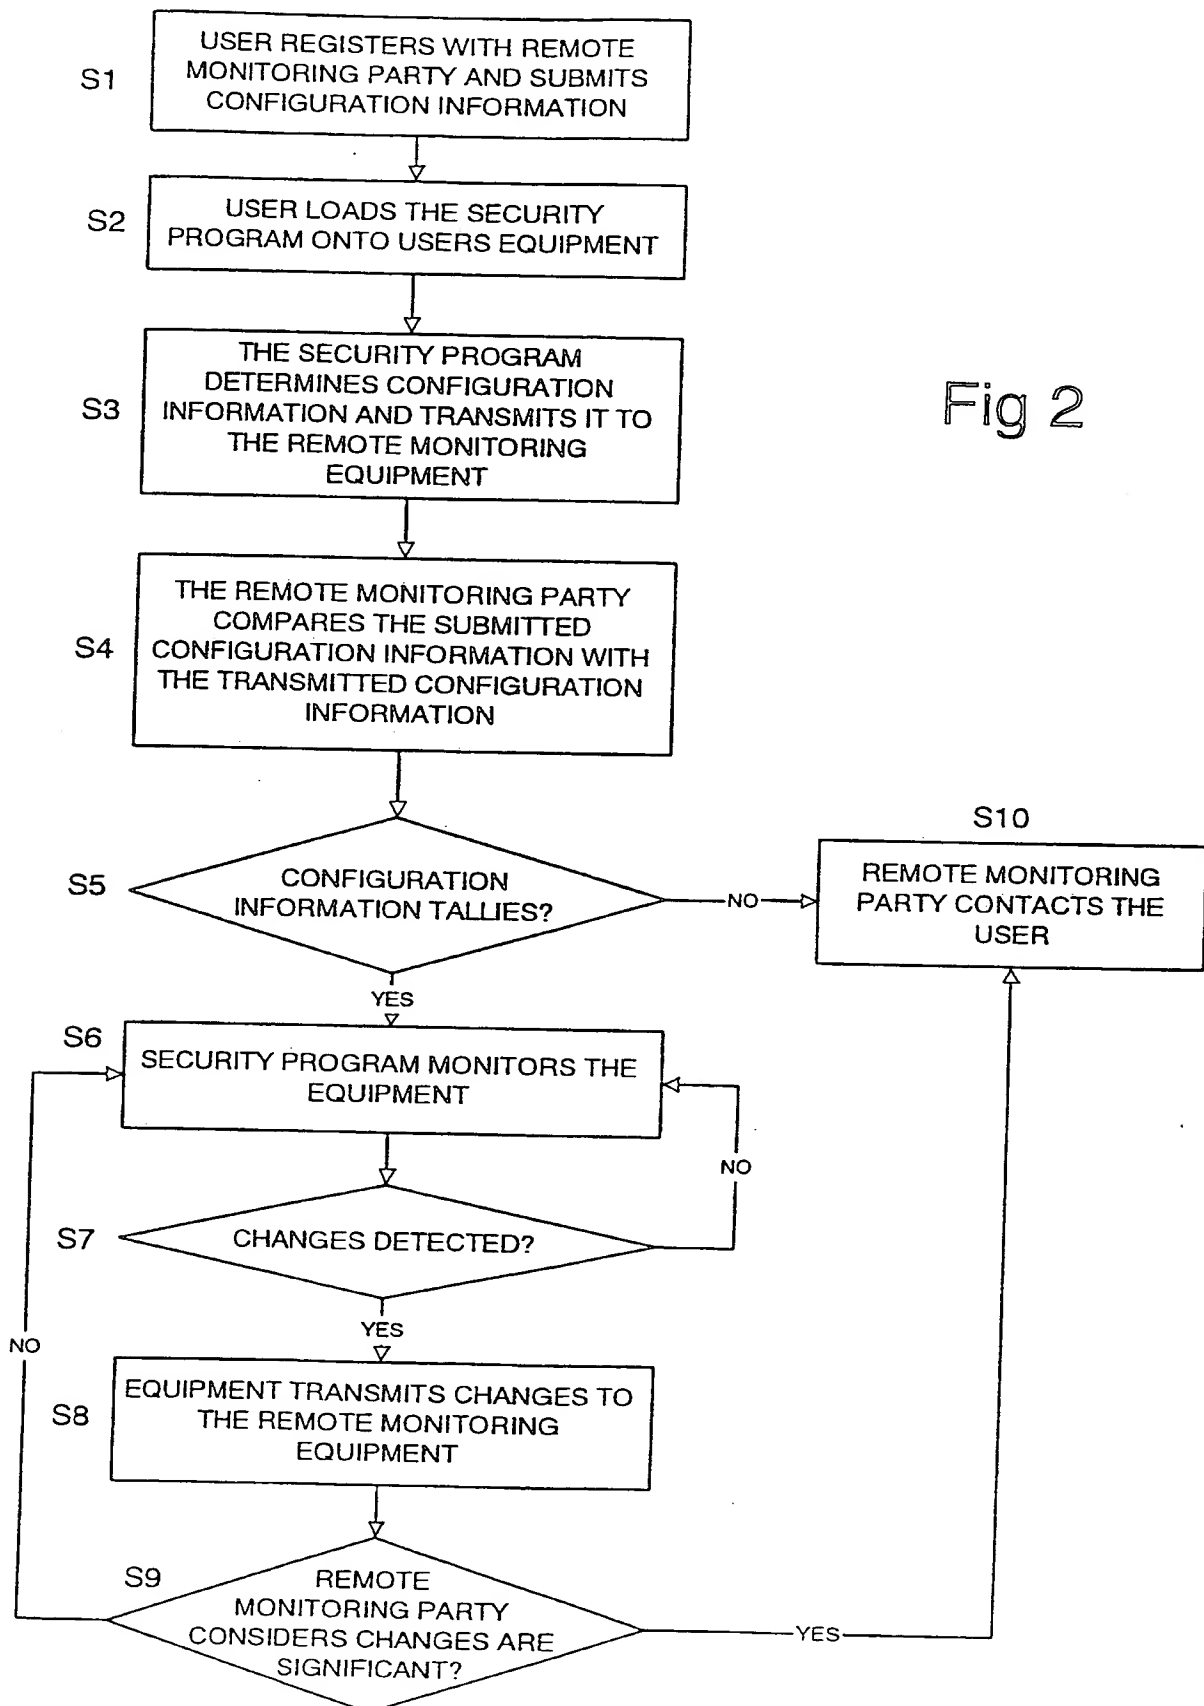 S1
USER REGISTERS WITH REMOTE
MONITORING PARTY AND SUBMITS
CONFIGURATION INFORMATION
S2
USER LOADS THE SECURITY
PROGRAM ONTO USERS EQUIPMENT
S3
THE SECURITY PROGRAM
DETERMINES CONFIGURATION
INFORMATION AND TRANSMITS IT TO
THE REMOTE MONITORING
EQUIPMENT
Fig 2
S4
THE REMOTE MONITORING PARTY
COMPARES THE SUBMITTED
CONFIGURATION INFORMATION WITH
THE TRANSMITTED CONFIGURATION
INFORMATION
S5
CONFIGURATION
INFORMATION TALLIES?
NO
S10
REMOTE MONITORING
PARTY CONTACTS THE
USER
YES
S6
SECURITY PROGRAM MONITORS THE
EQUIPMENT
NO
S7
CHANGES DETECTED?
YES
NO
S8
EQUIPMENT TRANSMITS CHANGES TO
THE REMOTE MONITORING
EQUIPMENT
S9
REMOTE
MONITORING PARTY
CONSIDERS CHANGES ARE
SIGNIFICANT?
YES